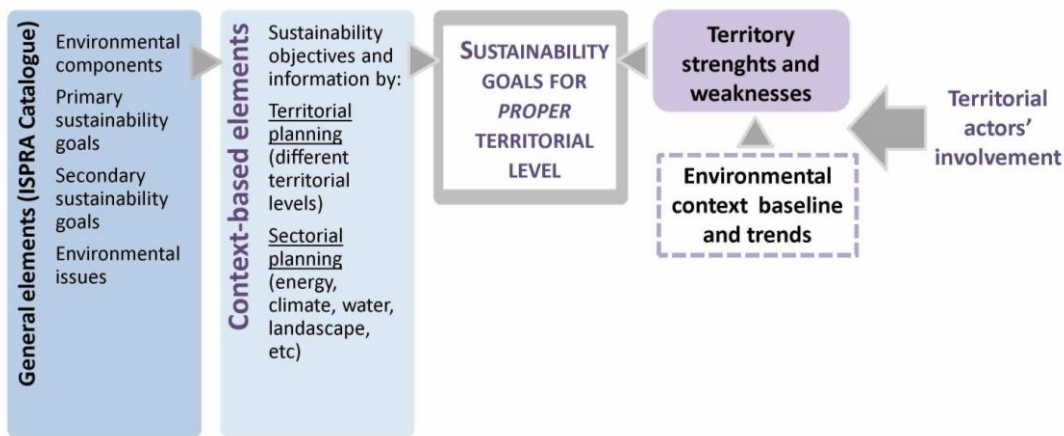 General elements (ISPRA Catalogue)
Environmental
components
Primary
sustainability
goals
Secondary
sustainability
goals
Environmental
issues
Context-based elements
Sustainability
objectives and
information by:
Territorial
planning
(different
territorial
levels)
Sectorial
planning
(energy,
climate, water,
landascape,
etc)
SUSTAINABILITY
GOALS FOR
PROPER
TERRITORIAL
LEVEL
Territory
strenghts and
weaknesses
Environmental
context baseline
and trends
Territorial
actors'
involvement